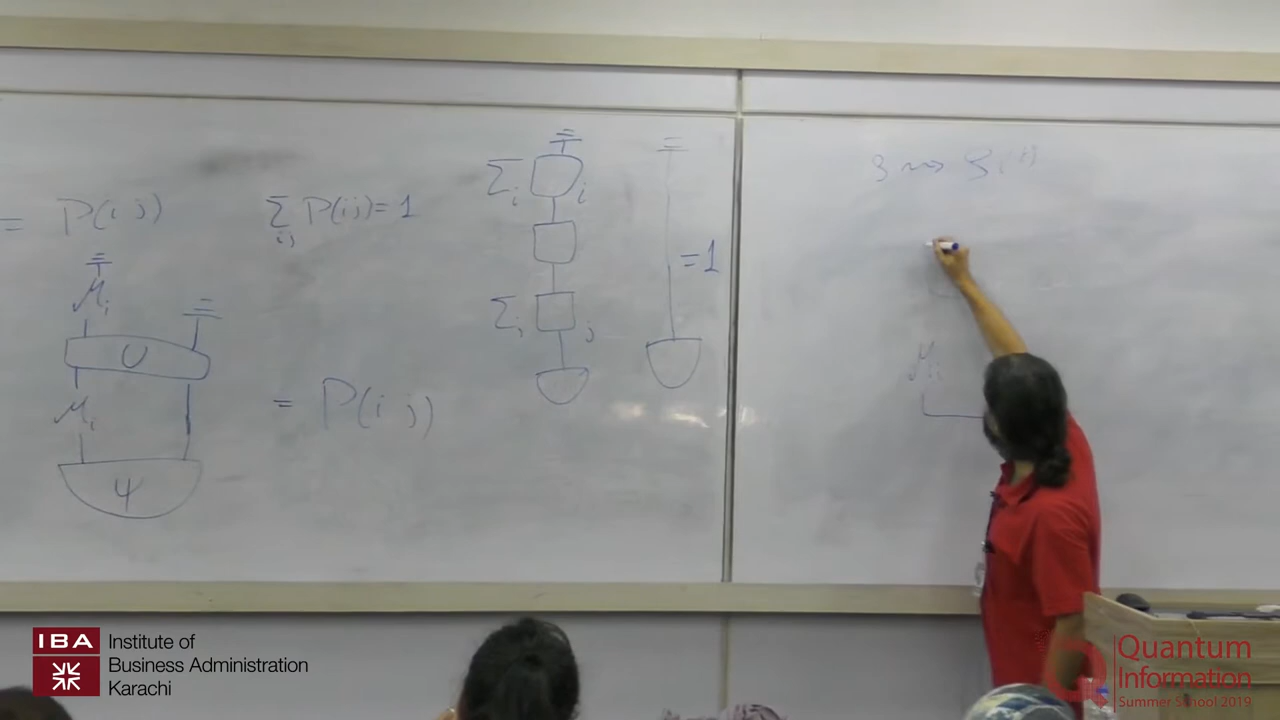 = P(i j)
Σ P(ij) = 1
ij
Σi i
Σj j
= 1
Mi
U
Mi
ψ
= P(i j)
Mi
IBA
Institute of
Business Administration
Karachi
Quantum
Information
Summer School 2019